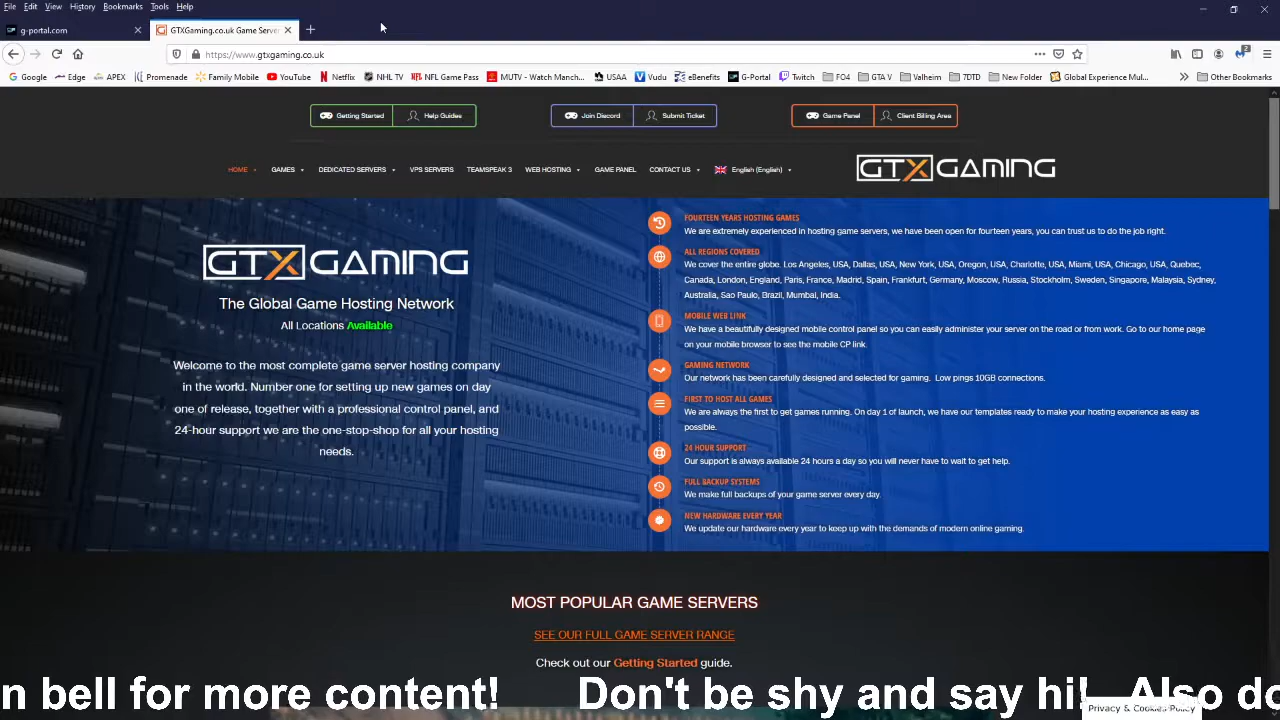 File Edit View History Bookmarks Tools Help
g-portal.com
GTXGaming.co.uk Game Serve
https://www.gtxgaming.co.uk
2
Google Edge APEX Promenade Family Mobile YouTube Netflix NHL TV NFL Game Pass MUTV - Watch Manch... USAA Vudu eBenefits G-Portal Twitch FO4 GTA V Valheim 7DTD New Folder Global Experience Mul... Other Bookmarks
Getting Started Help Guides Join Discord Submit Ticket Game Panel Client Billing Area
HOME GAMES DEDICATED SERVERS VPS SERVERS TEAMSPEAK 3 WEB HOSTING GAME PANEL CONTACT US English (English)
GTXGAMING
GTXGAMING
The Global Game Hosting Network
All Locations Available
Welcome to the most complete game server hosting company
in the world. Number one for setting up new games on day
one of release, together with a professional control panel, and
24-hour support we are the one-stop-shop for all your hosting
needs.
FOURTEEN YEARS HOSTING GAMES
We are extremely experienced in hosting game servers, we have been open for fourteen years, you can trust us to do the job right.
ALL REGIONS COVERED
We cover the entire globe. Los Angeles, USA, Dallas, USA, New York, USA, Oregon, USA, Charlotte, USA, Miami, USA, Chicago, USA, Quebec,
Canada, London, England, Paris, France, Madrid, Spain, Frankfurt, Germany, Moscow, Russia, Stockholm, Sweden, Singapore, Malaysia, Sydney,
Australia, Sao Paulo, Brazil, Mumbai, India.
MOBILE WEB LINK
We have a beautifully designed mobile control panel so you can easily administer your server on the road or from work. Go to our home page
on your mobile browser to see the mobile CP link.
GAMING NETWORK
Our network has been carefully designed and selected for gaming. Low pings 10GB connections.
FIRST TO HOST ALL GAMES
We are always the first to get games running. On day 1 of launch, we have our templates ready to make your hosting experience as easy as
possible.
24 HOUR SUPPORT
Our support is always available 24 hours a day so you will never have to wait to get help.
FULL BACKUP SYSTEMS
We make full backups of your game server every day.
NEW HARDWARE EVERY YEAR
We update our hardware every year to keep up with the demands of modern online gaming.
MOST POPULAR GAME SERVERS
SEE OUR FULL GAME SERVER RANGE
Check out our Getting Started guide.
n bell for more content! Don't be shy and say hi! Also do
Privacy & Cookies Policy